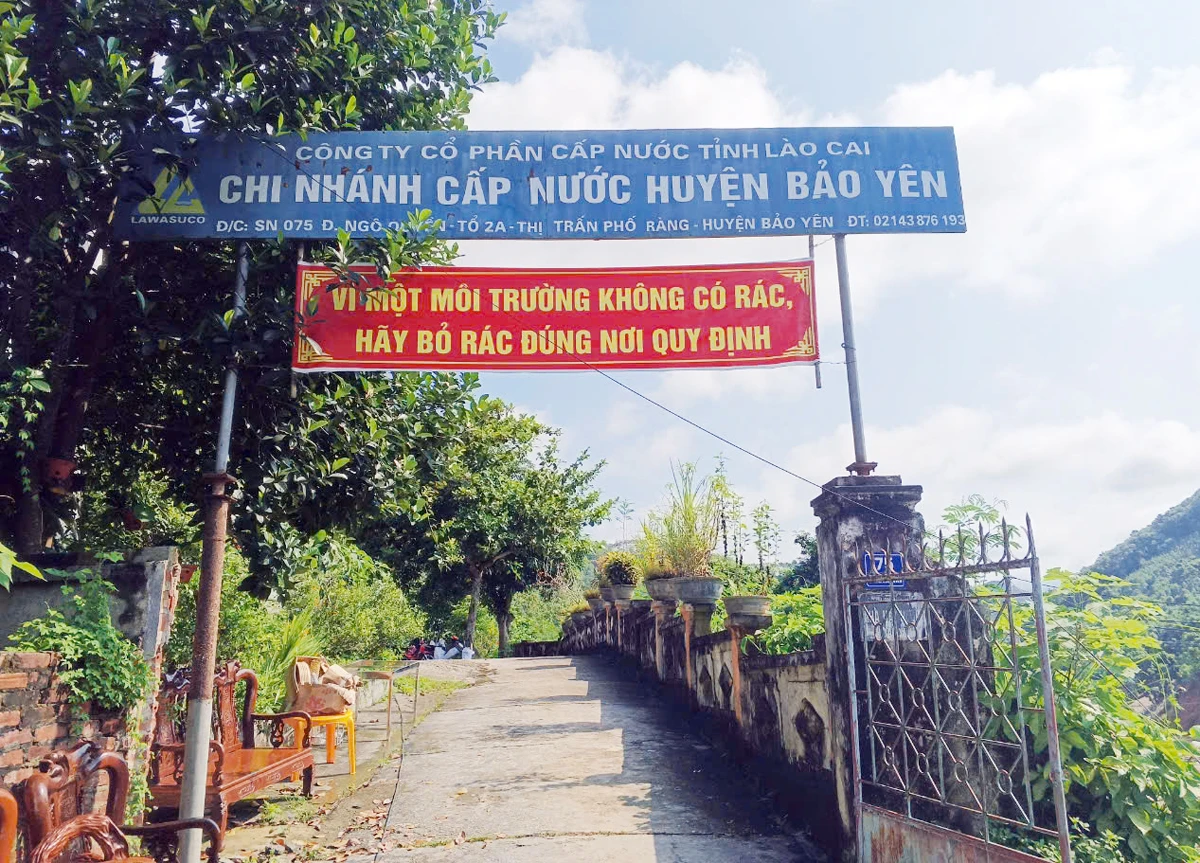 CÔNG TY CỔ PHẦN CẤP NƯỚC TỈNH LÀO CAI
CHI NHÁNH CẤP NƯỚC HUYỆN BẢO YÊN
LAWASUCO
Đ/C: SN 075 Đ. NGÔ QUYỀN - TỔ 2A - THỊ TRẤN PHỐ RÀNG - HUYỆN BẢO YÊN ĐT: 02143 876 193
VÌ MỘT MÔI TRƯỜNG KHÔNG CÓ RÁC,
HÃY BỎ RÁC ĐÚNG NƠI QUY ĐỊNH